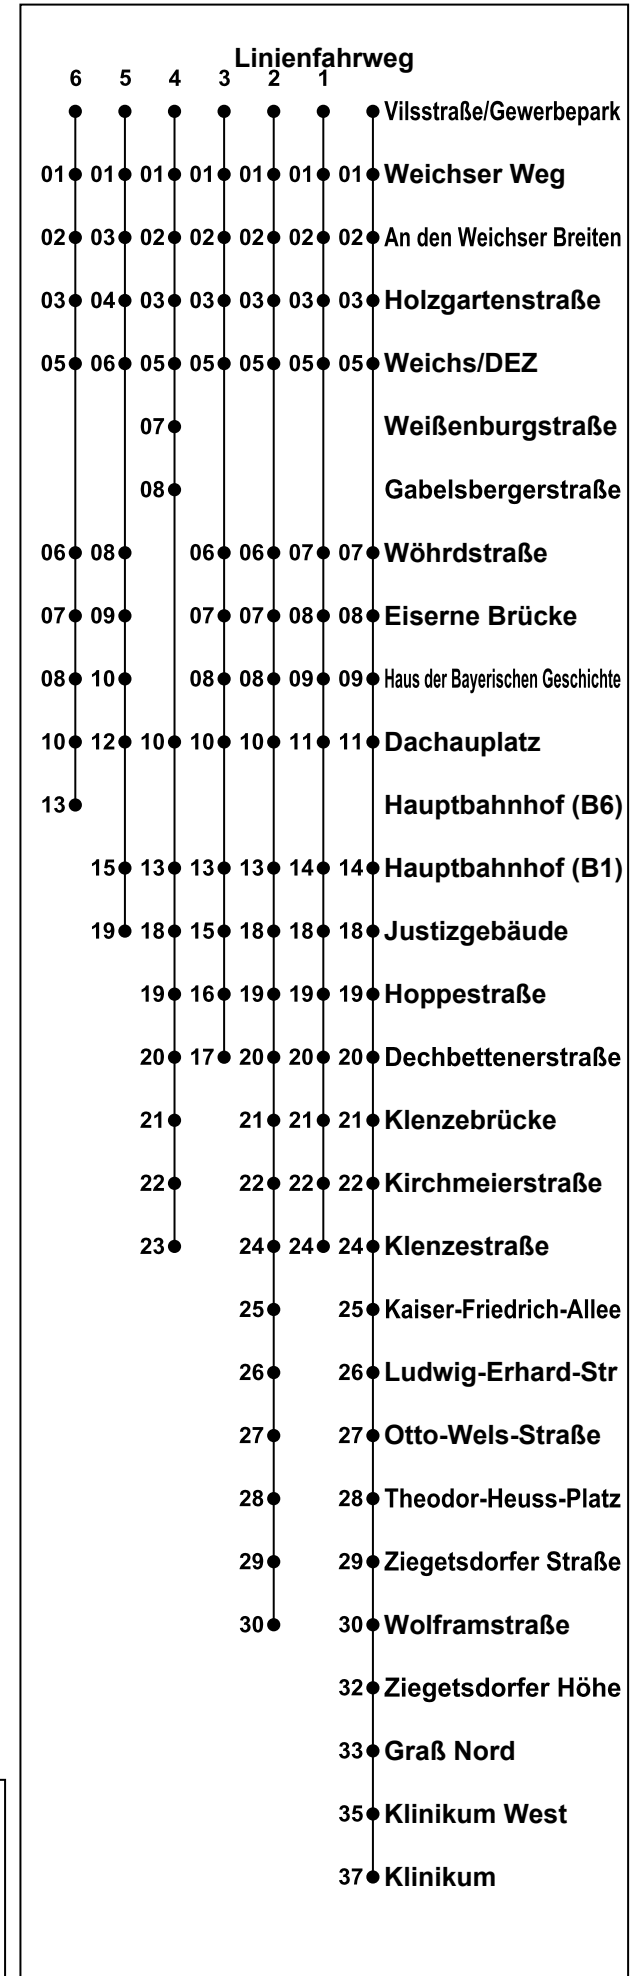 Linienfahrweg
6 5 4 3 2 1
Vilsstraße/Gewerbepark
01 01 01 01 01 01 01 Weichser Weg
02 03 02 02 02 02 02 An den Weichser Breiten
03 04 03 03 03 03 03 Holzgartenstraße
05 06 05 05 05 05 05 Weichs/DEZ
07 Weißenburgstraße
08 Gabelsbergerstraße
06 08 06 06 07 07 Wöhrdstraße
07 09 07 07 08 08 Eiserne Brücke
08 10 08 08 09 09 Haus der Bayerischen Geschichte
10 12 10 10 10 11 11 Dachauplatz
13 Hauptbahnhof (B6)
15 13 13 13 14 14 Hauptbahnhof (B1)
19 18 15 18 18 18 Justizgebäude
19 16 19 19 19 Hoppestraße
20 17 20 20 20 Dechbettenerstraße
21 21 21 21 Klenzebrücke
22 22 22 22 Kirchmeierstraße
23 24 24 24 Klenzestraße
25 25 Kaiser-Friedrich-Allee
26 26 Ludwig-Erhard-Str
27 27 Otto-Wels-Straße
28 28 Theodor-Heuss-Platz
29 29 Ziegetsdorfer Straße
30 30 Wolframstraße
32 Ziegetsdorfer Höhe
33 Graß Nord
35 Klinikum West
37 Klinikum